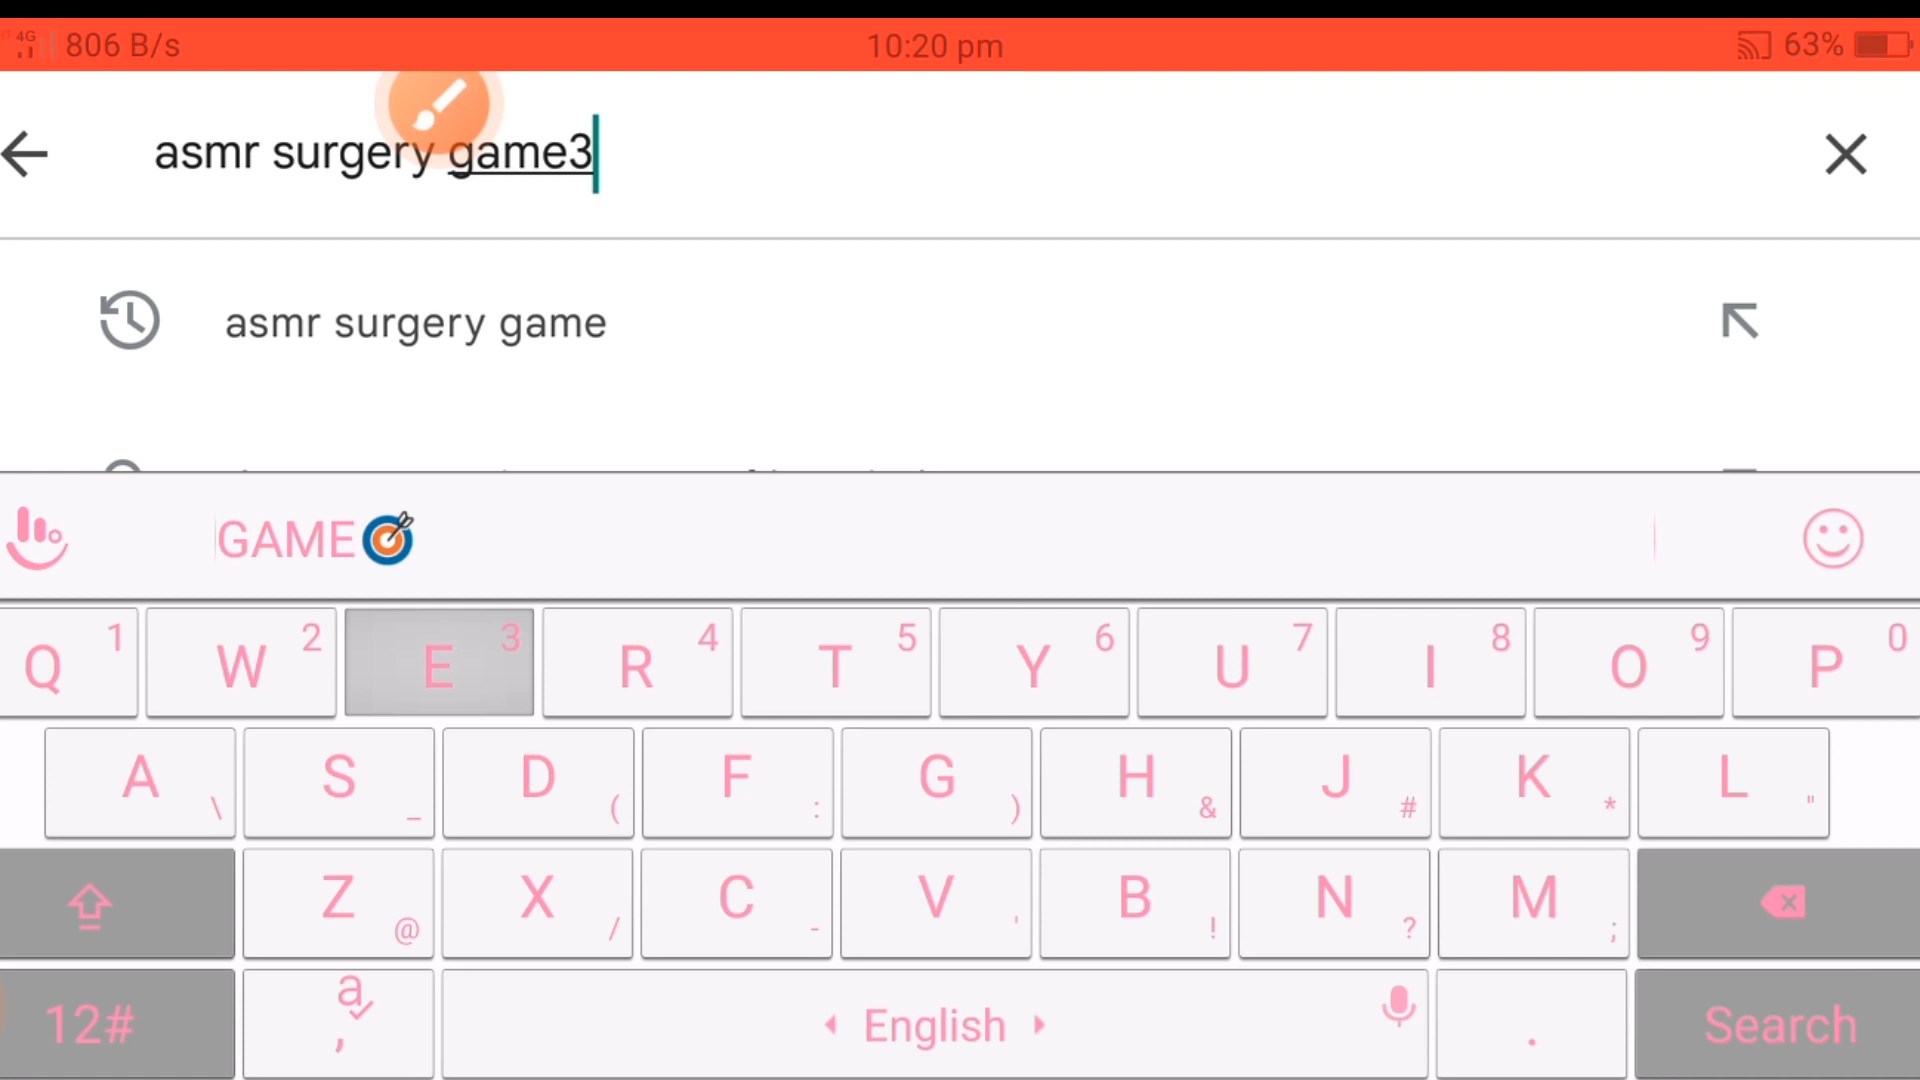 4G 806 B/s 10:20 pm 63%
asmr surgery game3
asmr surgery game
GAME
Q 1 W 2 E 3 R 4 T 5 Y 6 U 7 I 8 O 9 P 0
A \ S _ D ( F : G ) H & J # K * L "
Z @ X / C - V ' B ! N ? M ;
12# a , English . Search